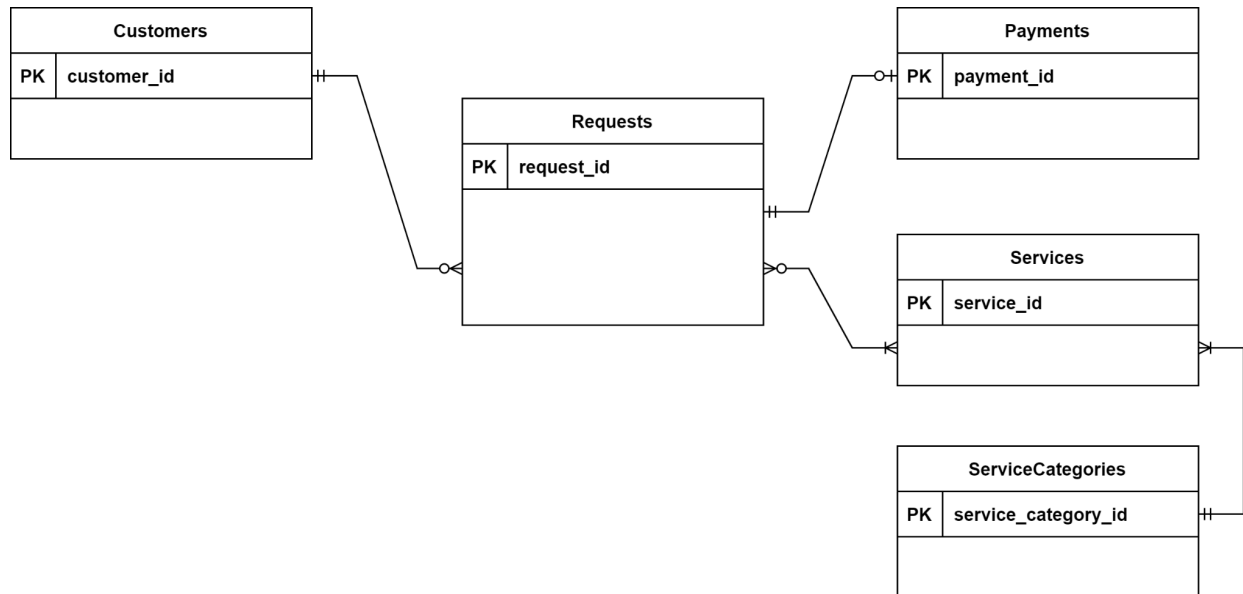 Customers
PK customer_id
Requests
PK request_id
Payments
PK payment_id
Services
PK service_id
ServiceCategories
PK service_category_id